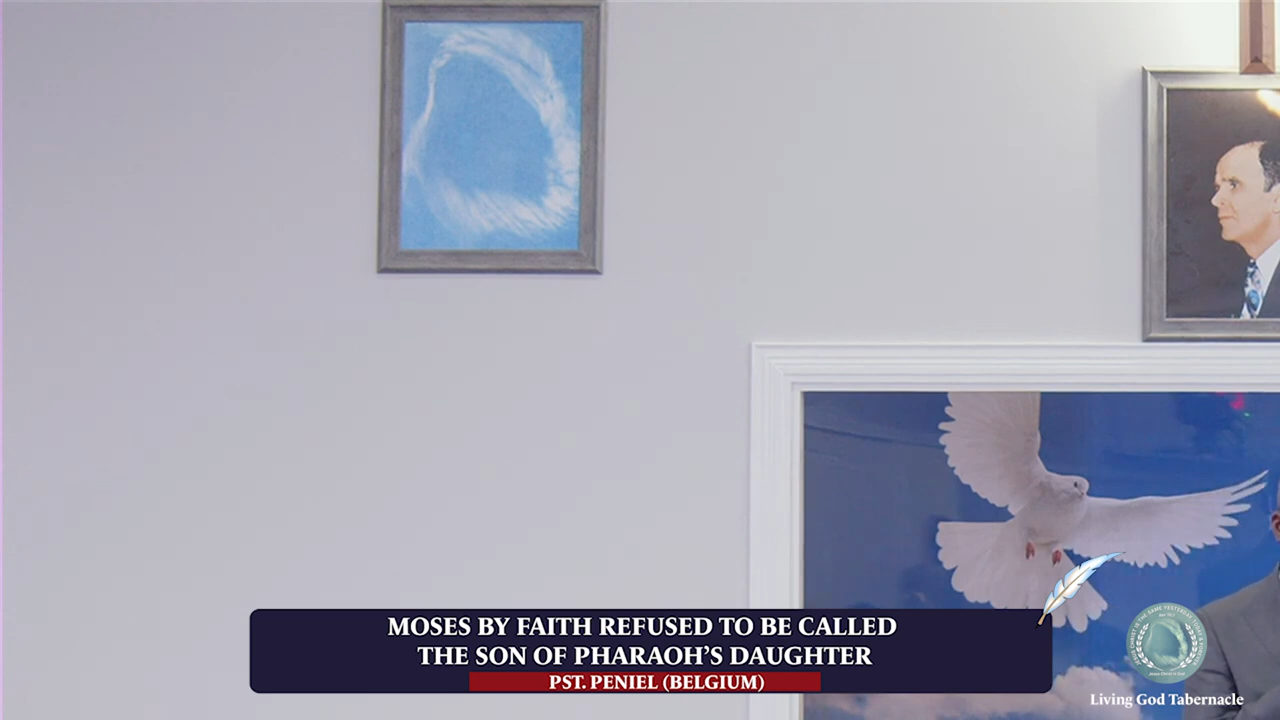 MOSES BY FAITH REFUSED TO BE CALLED
THE SON OF PHARAOH'S DAUGHTER
PST. PENIEL (BELGIUM)
Living God Tabernacle